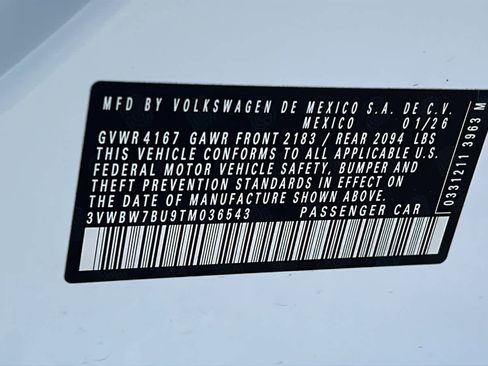 MFD BY VOLKSWAGEN DE MEXICO S.A. DE C.V.
MEXICO 01/26
GVWR 4167 GAWR FRONT 2183 / REAR 2094 LBS
THIS VEHICLE CONFORMS TO ALL APPLICABLE U.S.
FEDERAL MOTOR VEHICLE SAFETY, BUMPER AND
THEFT PREVENTION STANDARDS IN EFFECT ON
THE DATE OF MANUFACTURE SHOWN ABOVE.
3VWBW7BU9TM036543 PASSENGER CAR
0331211 3963 M